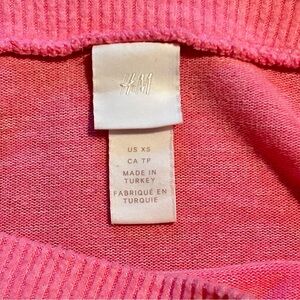 H&M
US XS
CA TP
MADE IN
TURKEY
FABRIQUÉ EN
TURQUIE